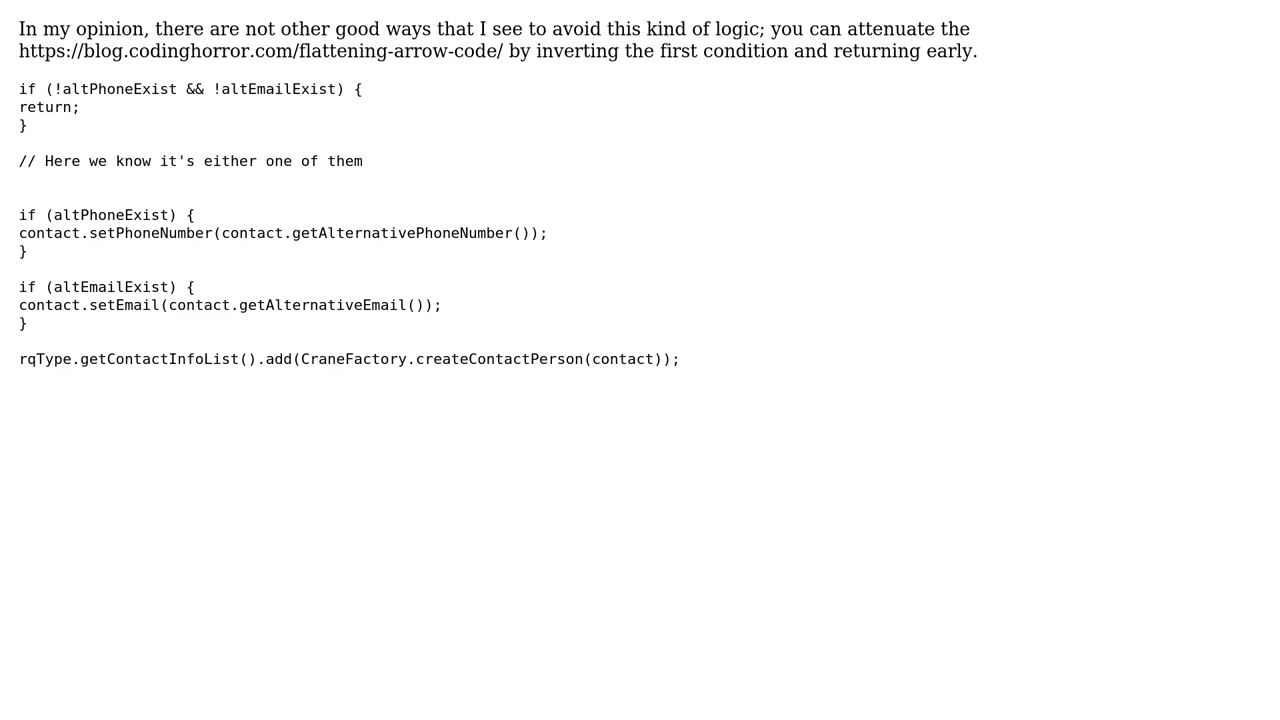 In my opinion, there are not other good ways that I see to avoid this kind of logic; you can attenuate the
https://blog.codinghorror.com/flattening-arrow-code/ by inverting the first condition and returning early.
if (!altPhoneExist && !altEmailExist) {
return;
}
// Here we know it's either one of them
if (altPhoneExist) {
contact.setPhoneNumber(contact.getAlternativePhoneNumber());
}
if (altEmailExist) {
contact.setEmail(contact.getAlternativeEmail());
}
rqType.getContactInfoList().add(CraneFactory.createContactPerson(contact));